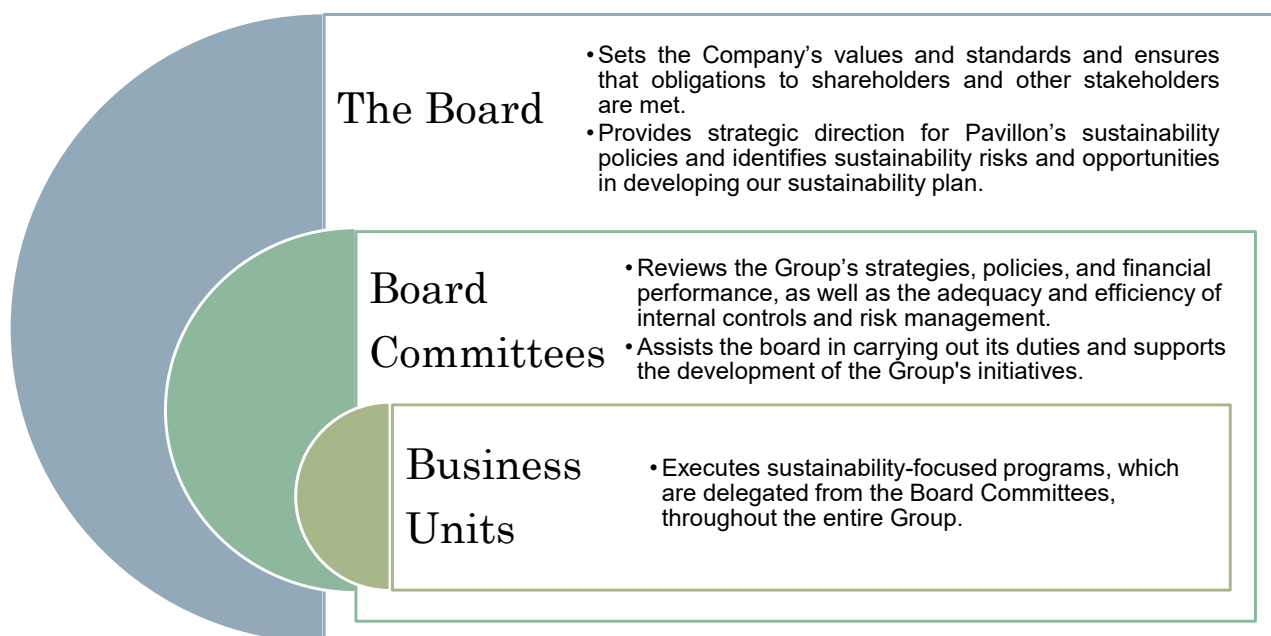 The Board
•Sets the Company’s values and standards and ensures
that obligations to shareholders and other stakeholders
are met.
•Provides strategic direction for Pavillon’s sustainability
policies and identifies sustainability risks and opportunities
in developing our sustainability plan.
Board
Committees
•Reviews the Group’s strategies, policies, and financial
performance, as well as the adequacy and efficiency of
internal controls and risk management.
•Assists the board in carrying out its duties and supports
the development of the Group's initiatives.
Business
Units
•Executes sustainability-focused programs, which
are delegated from the Board Committees,
throughout the entire Group.